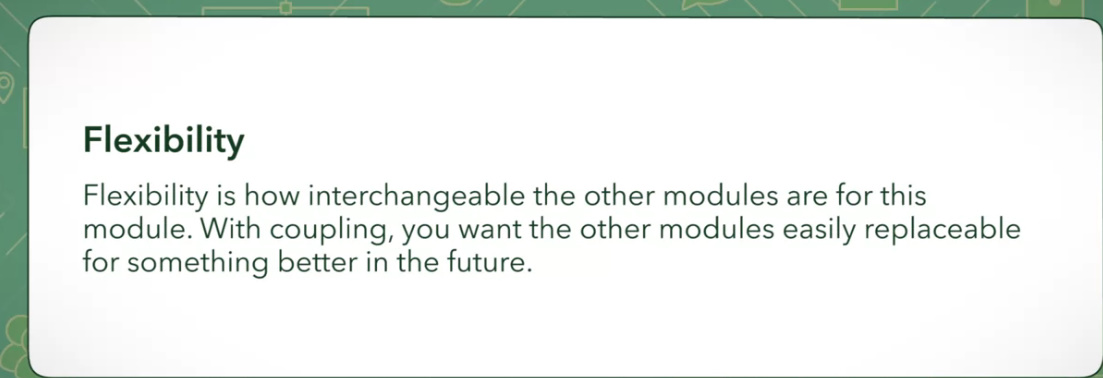 Flexibility
Flexibility is how interchangeable the other modules are for this
module. With coupling, you want the other modules easily replaceable
for something better in the future.